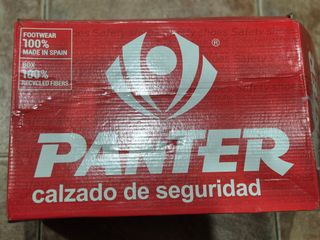 FOOTWEAR
100%
MADE IN SPAIN
BOX
100%
RECYCLED FIBERS
®
PANTER
calzado de seguridad